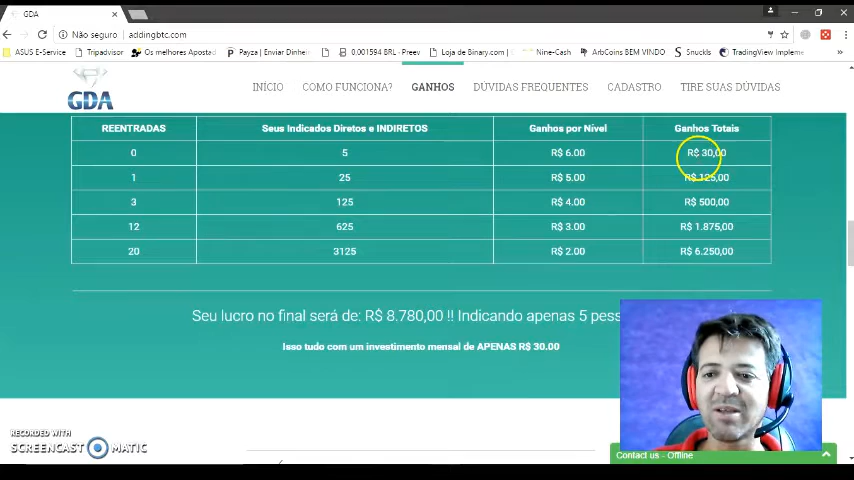 GDA
Não seguro
addingbtc.com
ASUS E-Service
Tripadvisor
Os melhores Apostad
Payza! Enviar Dinhei
0,001594 BRL - Preev
Loja de Binary.com (
Nine-Cash
ArbCoins BEM VINDO
Snuckls
TradingView Impleme
GDA
INÍCIO
COMO FUNCIONA?
GANHOS
DÚVIDAS FREQUENTES
CADASTRO
TIRE SUAS DÚVIDAS
REENTRADAS Seus Indicados Diretos e INDIRETOS Ganhos por Nível Ganhos Totais
0 5 R$ 6.00 R$ 30,00
1 25 R$ 5.00 R$ 125,00
3 125 R$ 4.00 R$ 500,00
12 625 R$ 3.00 R$ 1.875,00
20 3125 R$ 2.00 R$ 6.250,00
Seu lucro no final será de: R$ 8.780,00 !! Indicando apenas 5 pess
Isso tudo com um investimento mensal de APENAS R$ 30.00
RECORDED WITH
SCREENCAST MATIC
Contact us - Offline